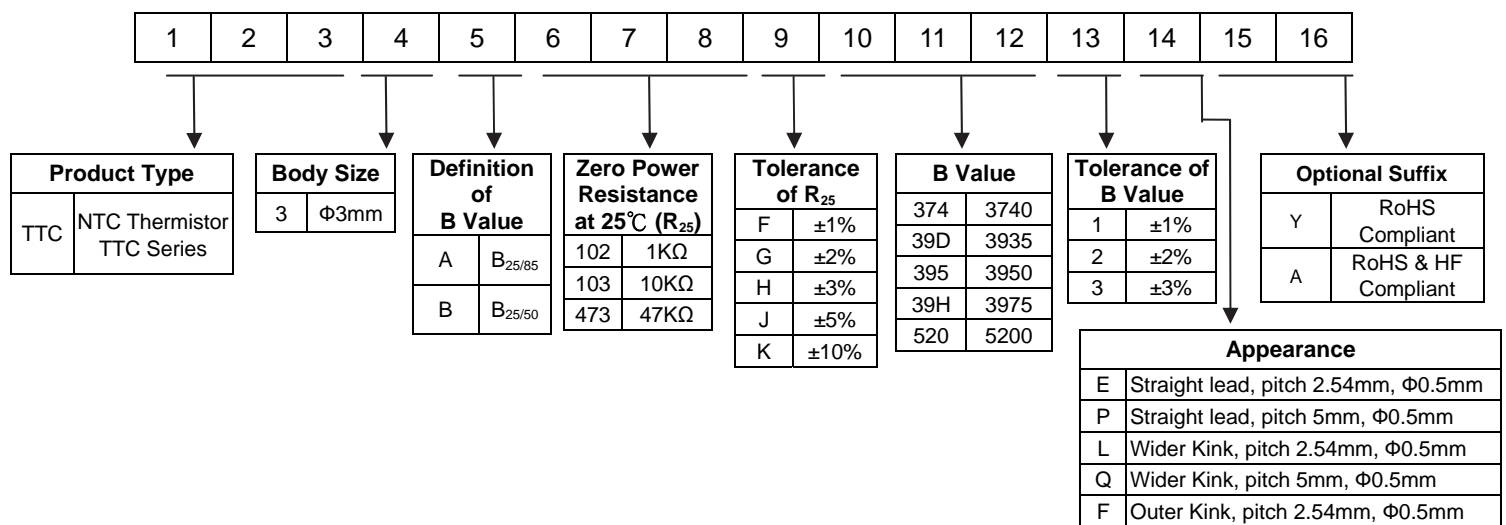 1 2 3 4 5 6 7 8 9 10 11 12 13 14 15 16
Product Type
TTC NTC Thermistor
TTC Series
Body Size
3 Φ3mm
Definition
of
B Value
A B25/85
B B25/50
Zero Power
Resistance
at 25℃ (R25)
102 1KΩ
103 10KΩ
473 47KΩ
Tolerance
of R25
F ±1%
G ±2%
H ±3%
J ±5%
K ±10%
B Value
374 3740
39D 3935
395 3950
39H 3975
520 5200
Tolerance of
B Value
1 ±1%
2 ±2%
3 ±3%
Optional Suffix
Y RoHS
Compliant
A RoHS & HF
Compliant
Appearance
E Straight lead, pitch 2.54mm, Φ0.5mm
P Straight lead, pitch 5mm, Φ0.5mm
L Wider Kink, pitch 2.54mm, Φ0.5mm
Q Wider Kink, pitch 5mm, Φ0.5mm
F Outer Kink, pitch 2.54mm, Φ0.5mm